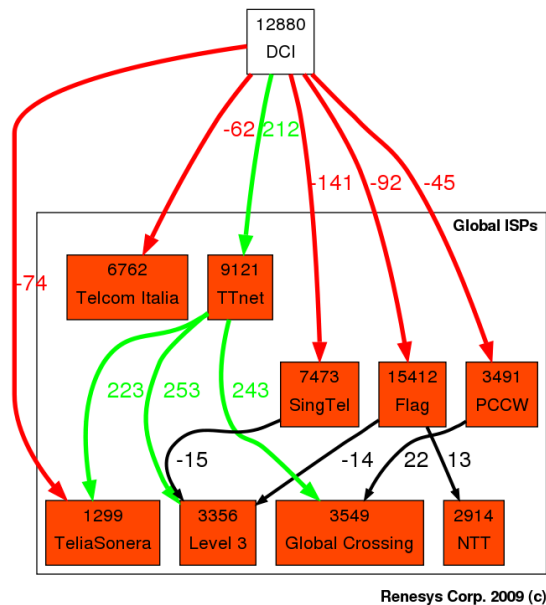 12880
DCI
-62
212
-141
-92
-45
Global ISPs
-74
6762
Telcom Italia
9121
TTnet
223
253
243
7473
SingTel
15412
Flag
3491
PCCW
-15
-14
22
13
1299
TeliaSonera
3356
Level 3
3549
Global Crossing
2914
NTT
Renesys Corp. 2009 (c)